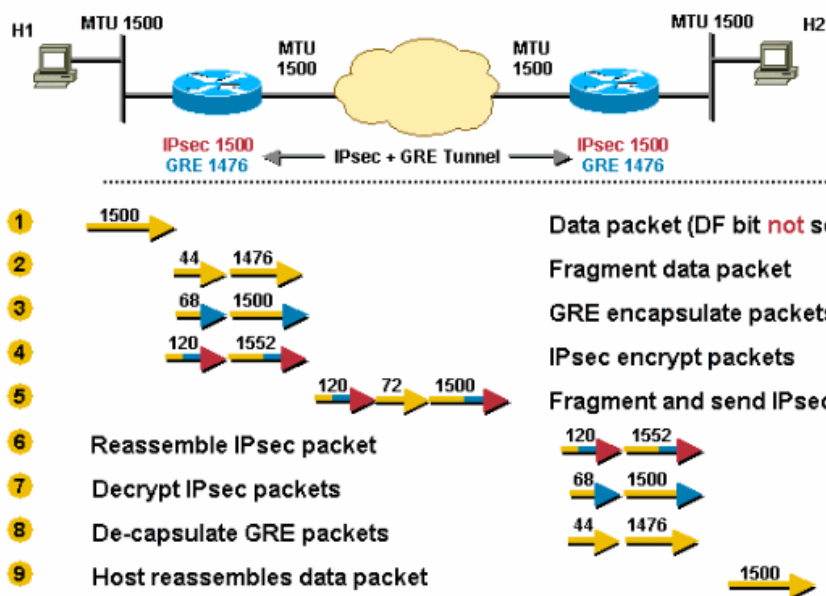 H1
MTU 1500
MTU
1500
MTU
1500
MTU 1500
H2
IPsec 1500
GRE 1476
IPsec + GRE Tunnel
IPsec 1500
GRE 1476
1 1500 Data packet (DF bit not se
2 44 1476 Fragment data packet
3 68 1500 GRE encapsulate packets
4 120 1552 IPsec encrypt packets
5 120 72 1500 Fragment and send IPsec
6 Reassemble IPsec packet 120 1552
7 Decrypt IPsec packets 68 1500
8 De-capsulate GRE packets 44 1476
9 Host reassembles data packet 1500